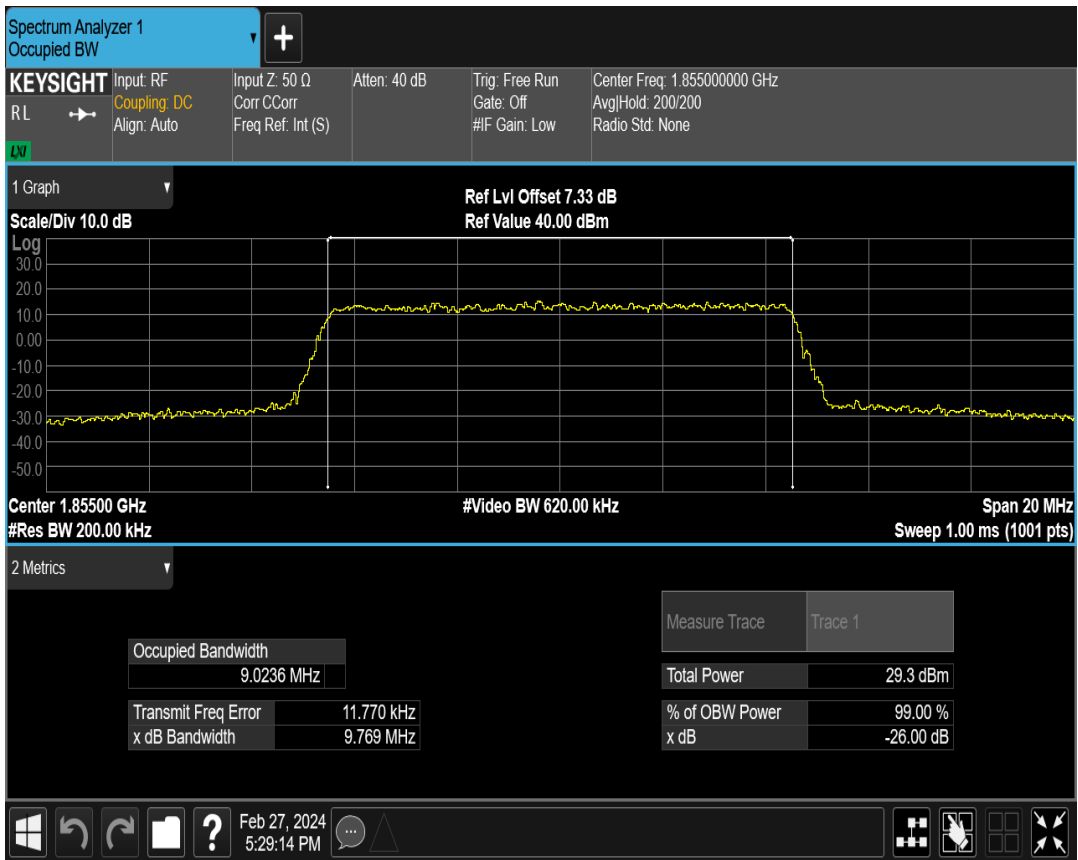 Spectrum Analyzer 1
Occupied BW
KEYSIGHT
RL
LXI
Input: RF
Coupling: DC
Align: Auto
Input Z: 50 Ω
Corr CCorr
Freq Ref: Int (S)
Atten: 40 dB
Trig: Free Run
Gate: Off
#IF Gain: Low
Center Freq: 1.855000000 GHz
Avg|Hold: 200/200
Radio Std: None
1 Graph
Ref Lvl Offset 7.33 dB
Scale/Div 10.0 dB
Ref Value 40.00 dBm
Log
30.0
20.0
10.0
0.00
-10.0
-20.0
-30.0
-40.0
-50.0
Center 1.85500 GHz
#Video BW 620.00 kHz
Span 20 MHz
#Res BW 200.00 kHz
Sweep 1.00 ms (1001 pts)
2 Metrics
Measure Trace
Trace 1
Occupied Bandwidth
9.0236 MHz
Total Power
29.3 dBm
Transmit Freq Error
11.770 kHz
% of OBW Power
99.00 %
x dB Bandwidth
9.769 MHz
x dB
-26.00 dB
Feb 27, 2024
5:29:14 PM